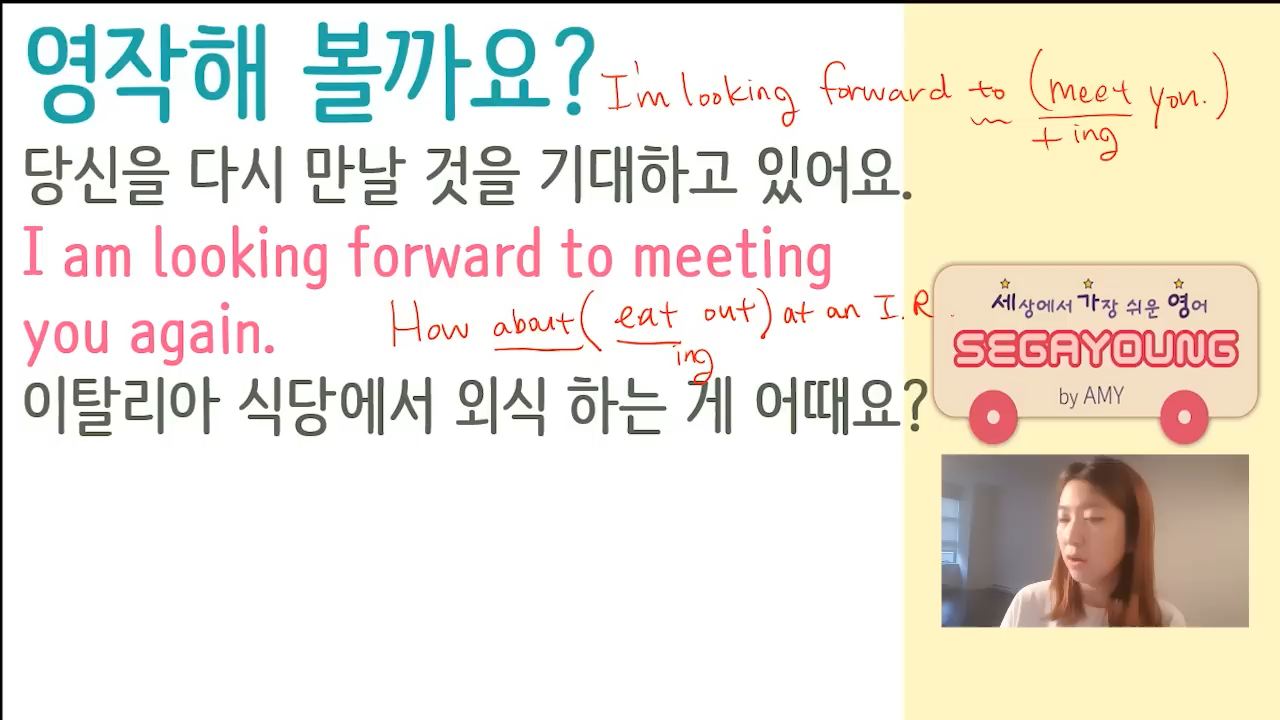 영작해 볼까요?
I'm looking forward to (meet you.)
+ ing
당신을 다시 만날 것을 기대하고 있어요.
I am looking forward to meeting
you again.
How about (eat out) at an I.R.
ing
이탈리아 식당에서 외식 하는 게 어때요?
세상에서 가장 쉬운 영어
SEGAYOUNG
by AMY